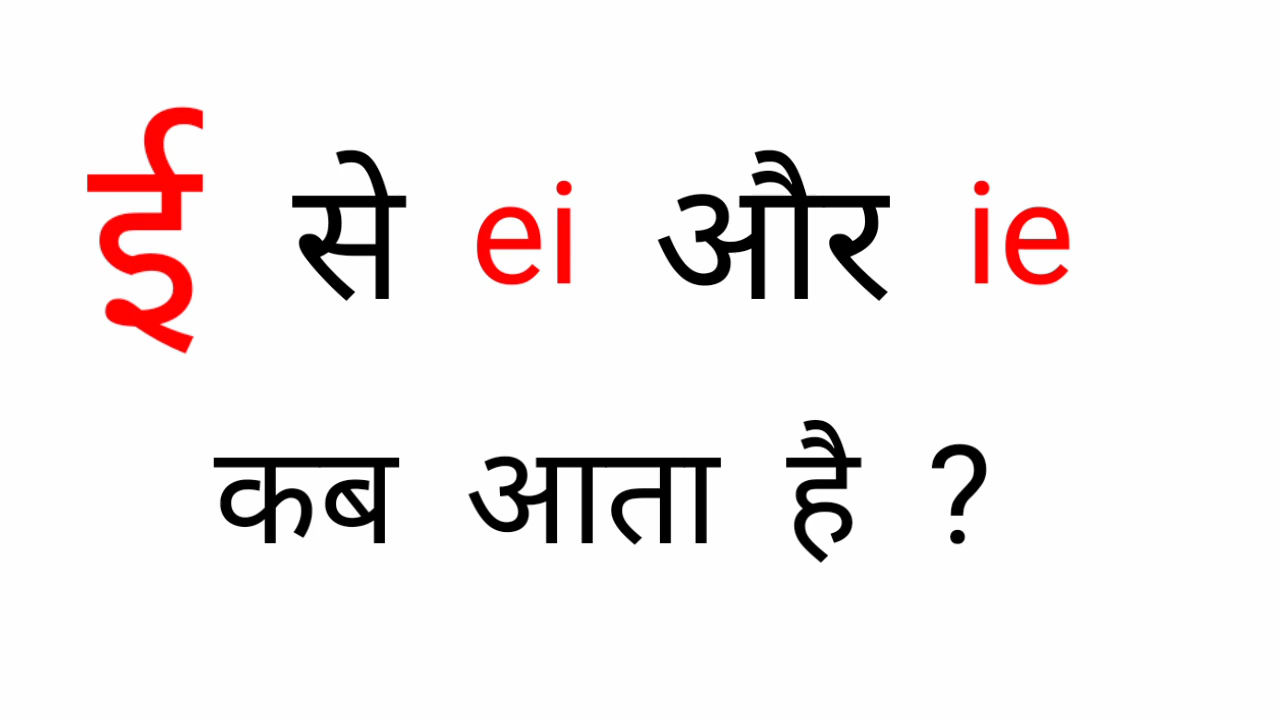 ई से ei और ie
कब आता है ?